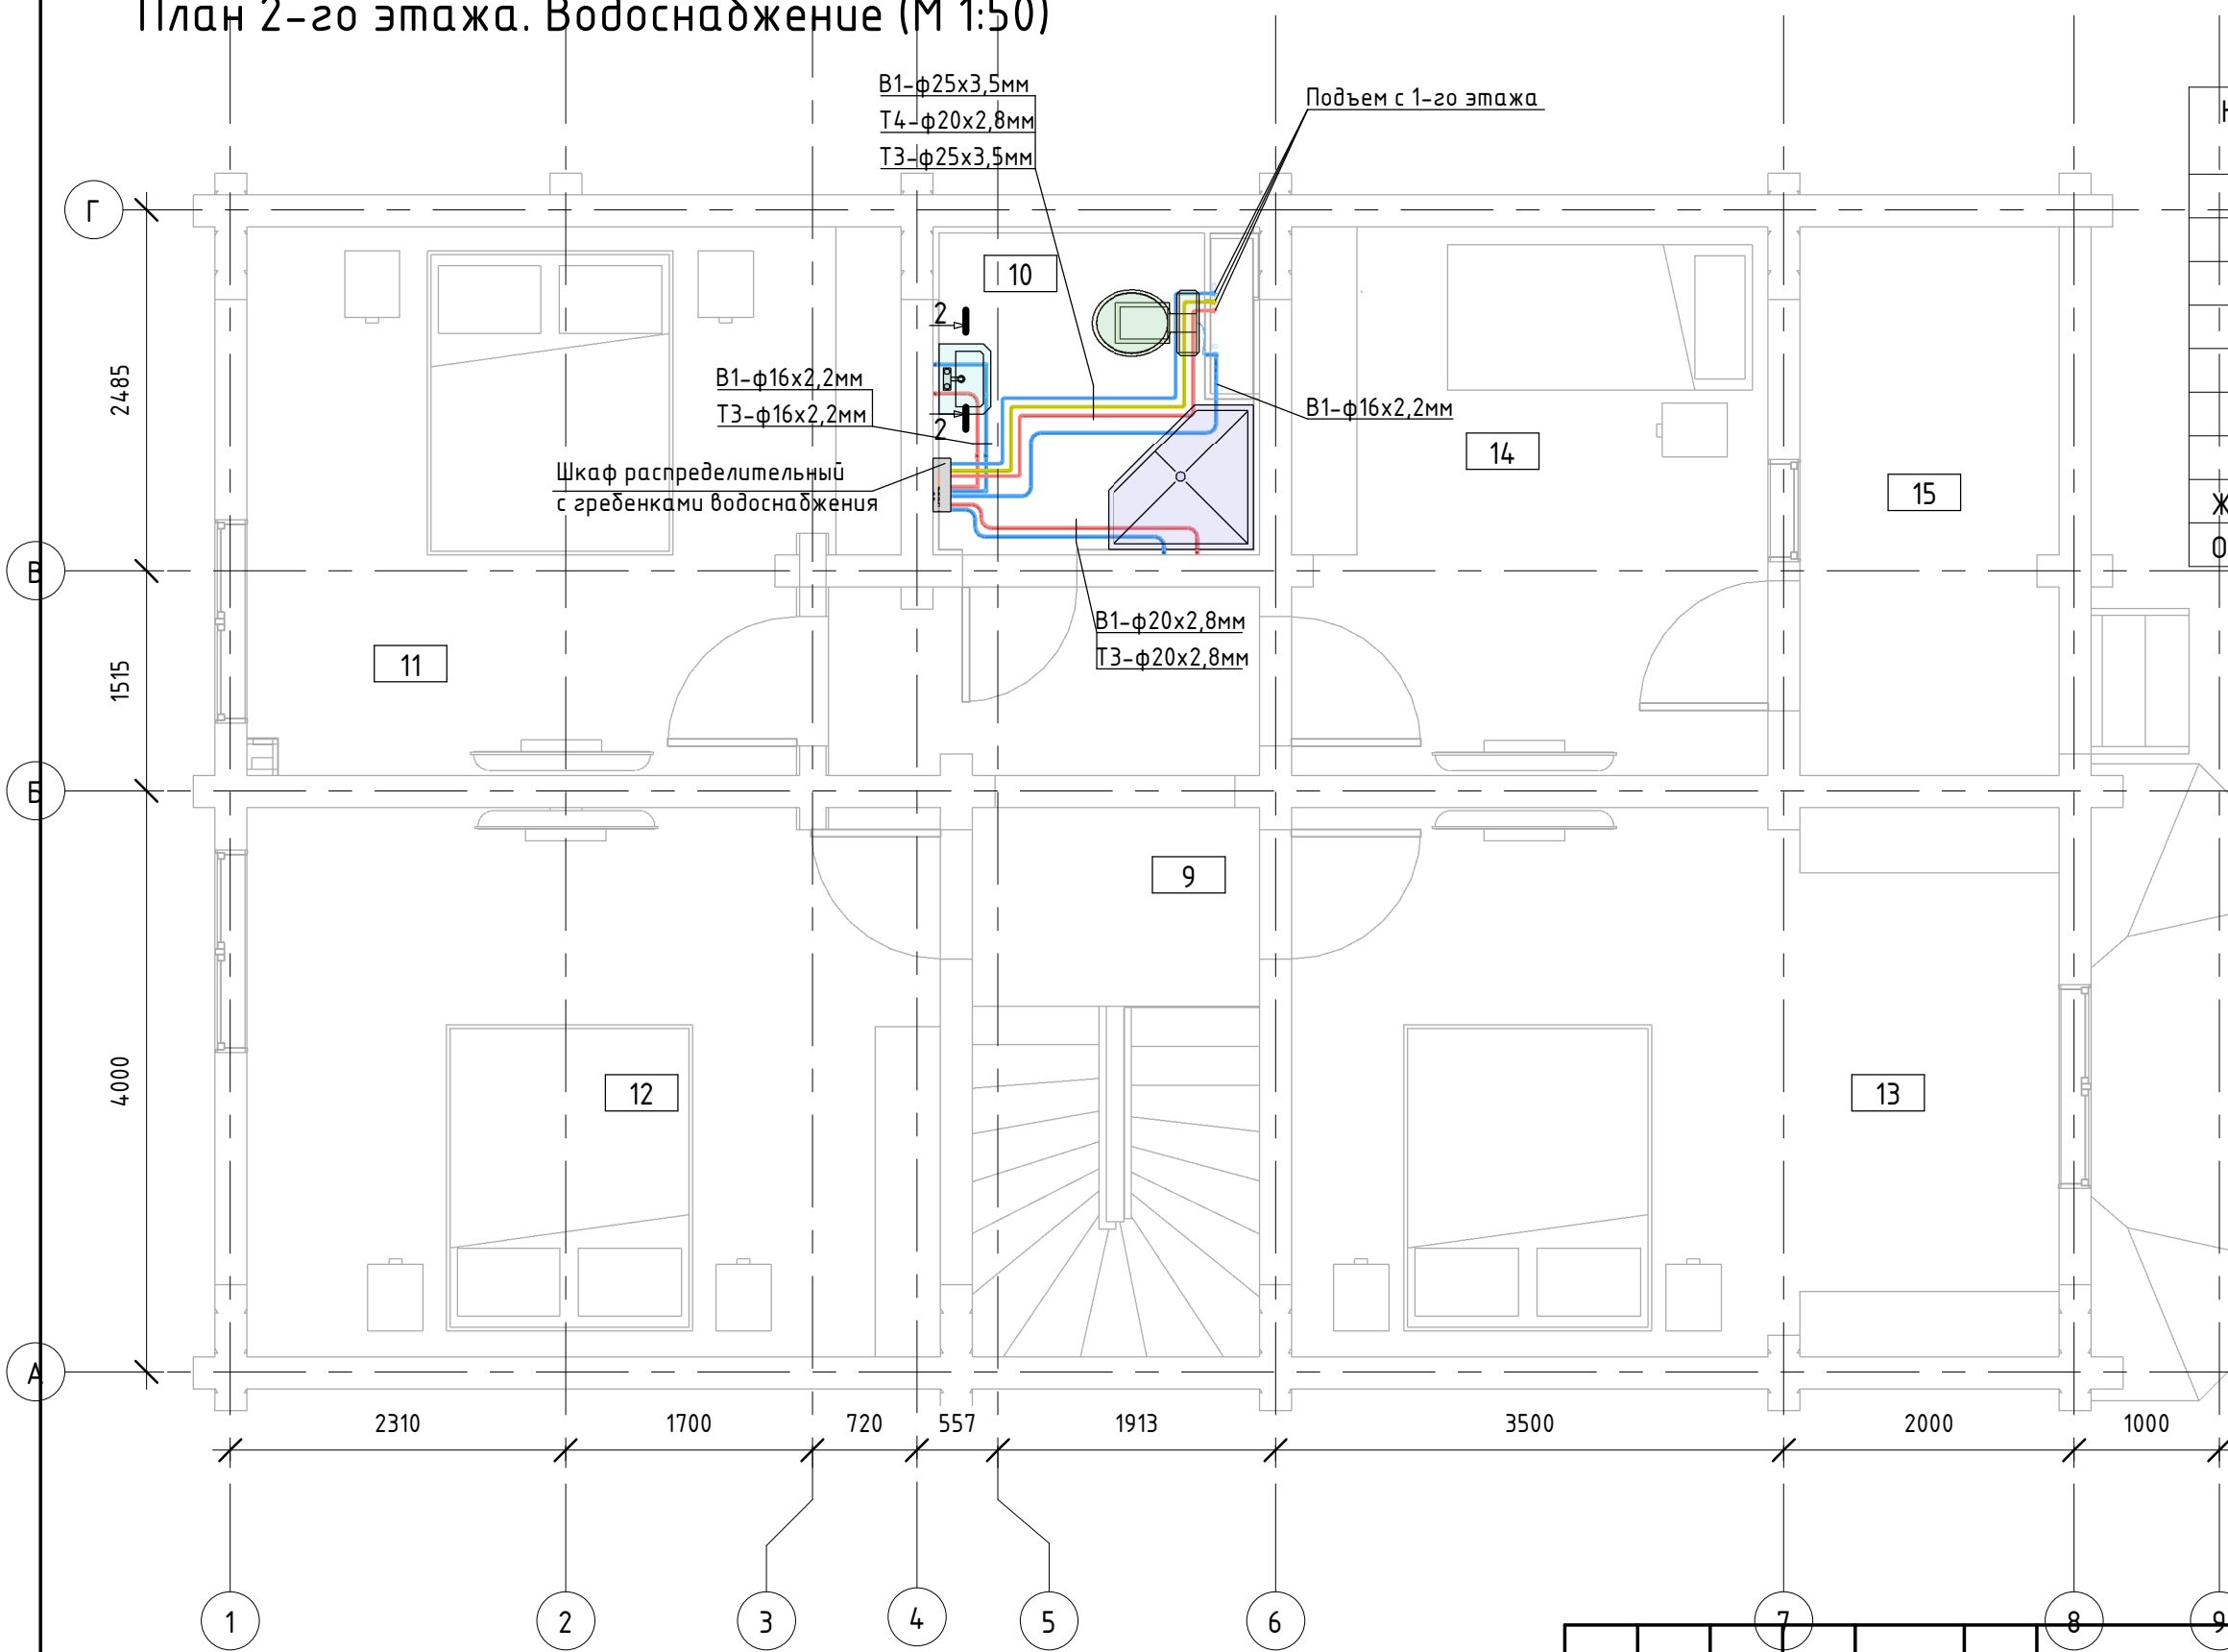 План 2-го этажа. Водоснабжение (М 1:50)
В1-ф25х3,5мм
Т4-ф20х2,8мм
Т3-ф25х3,5мм
Подъем с 1-го этажа
Г
10
2
2485
В1-ф16х2,2мм
Т3-ф16х2,2мм
В1-ф16х2,2мм
2
14
Шкаф распределительный
с гребенками водоснабжения
15
Ж
О
В
В1-ф20х2,8мм
Т3-ф20х2,8мм
11
1515
Б
9
4000
12
13
А
2310 1700 720 557 1913 3500 2000 1000
1 2 3 4 5 6 7 8 9